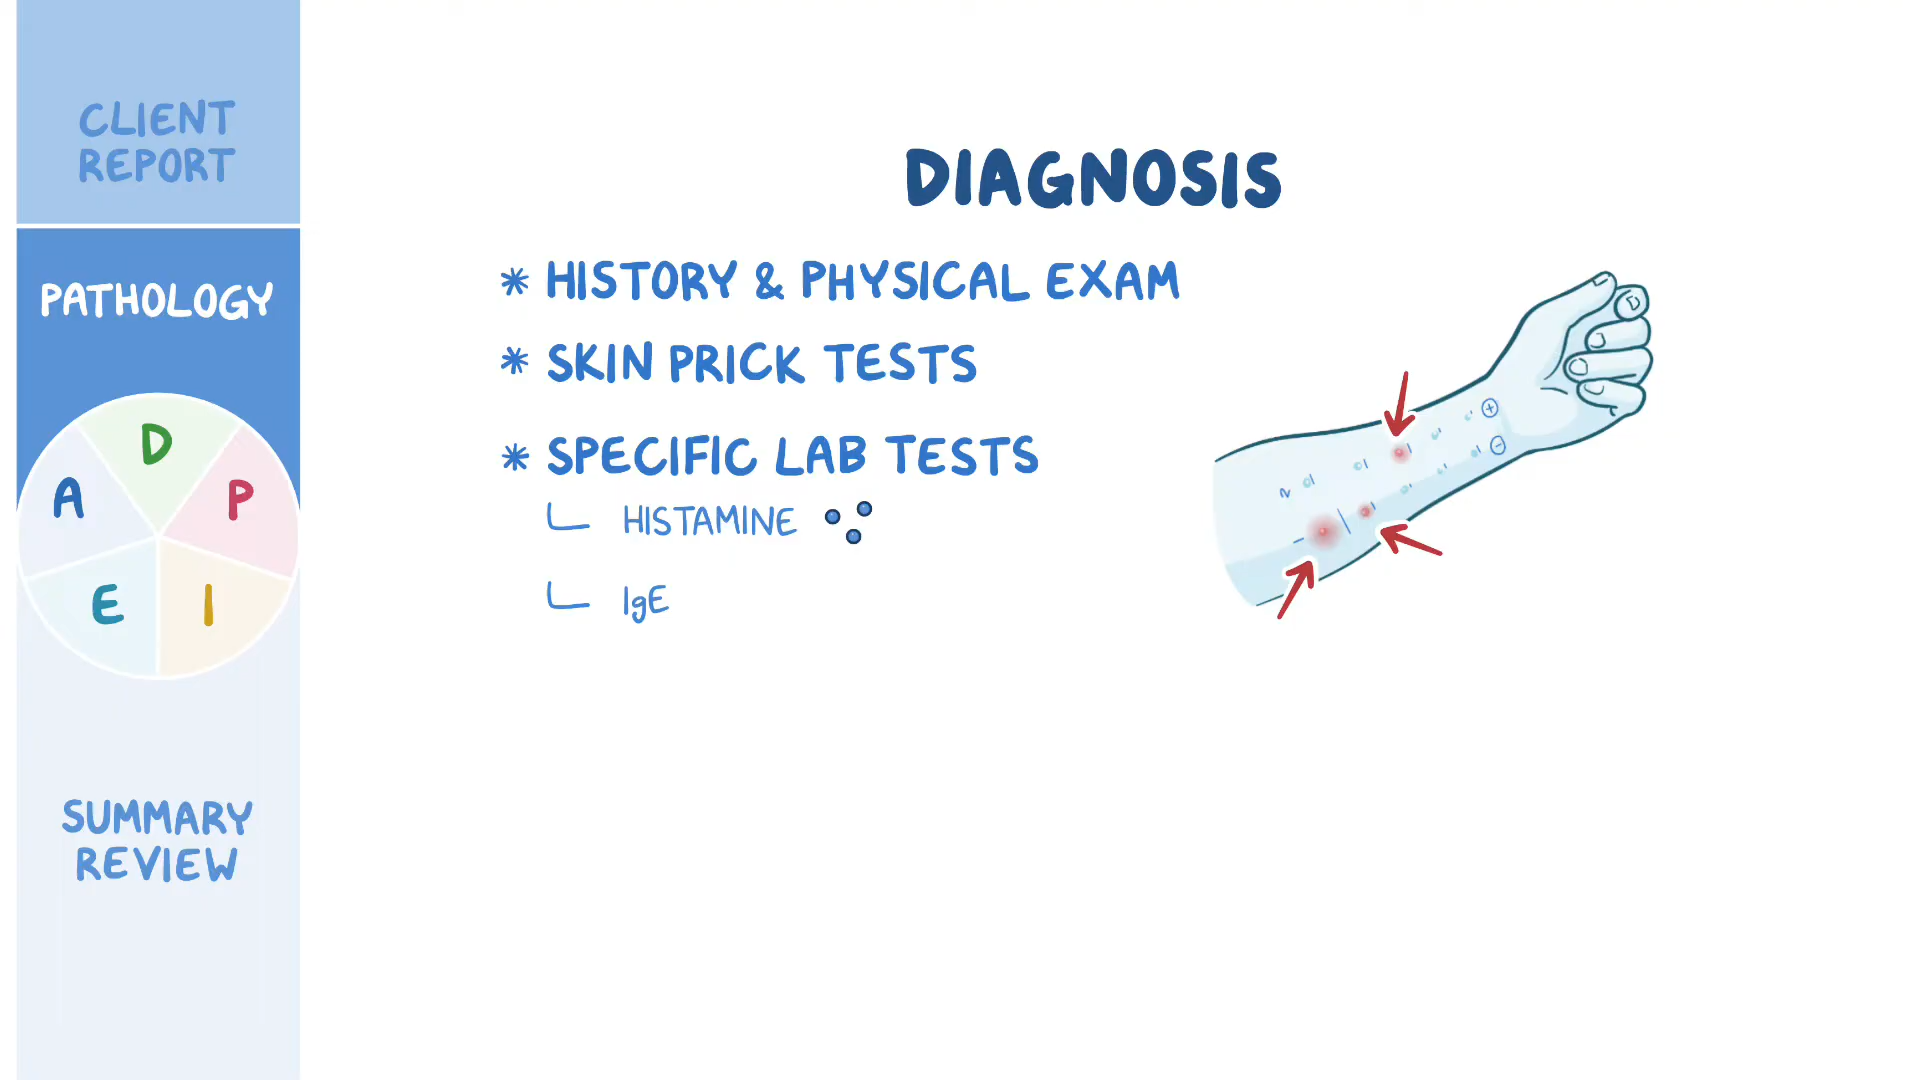 CLIENT
REPORT
PATHOLOGY
D
A
P
E
I
SUMMARY
REVIEW
DIAGNOSIS
* HISTORY & PHYSICAL EXAM
* SKIN PRICK TESTS
* SPECIFIC LAB TESTS
HISTAMINE
IgE
+
-